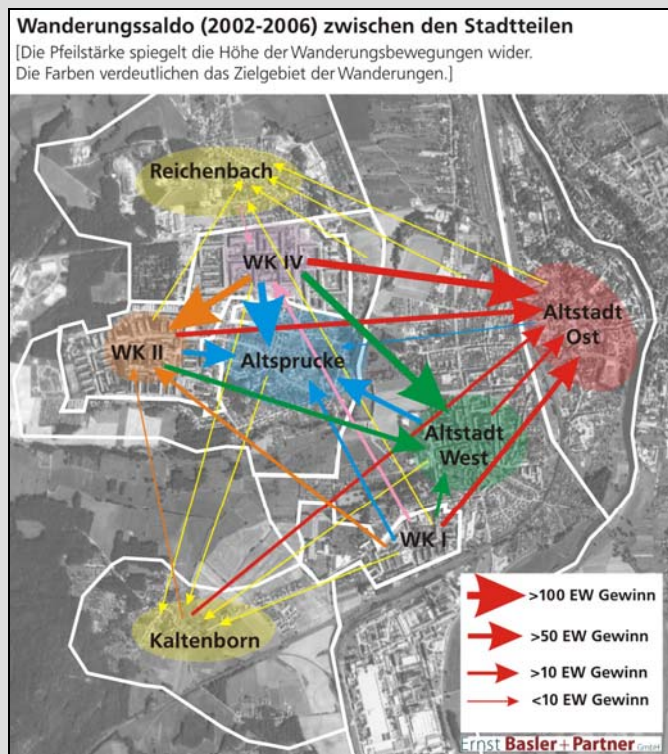 Wanderungssaldo (2002-2006) zwischen den Stadtteilen
[Die Pfeilstärke spiegelt die Höhe der Wanderungsbewegungen wider.
Die Farben verdeutlichen das Zielgebiet der Wanderungen.]
Reichenbach
WK IV
Altstadt
Ost
WK II
Altsprucke
Altstadt
West
WK I
Kaltenborn
>100 EW Gewinn
>50 EW Gewinn
>10 EW Gewinn
<10 EW Gewinn
Ernst Basler + Partner GmbH